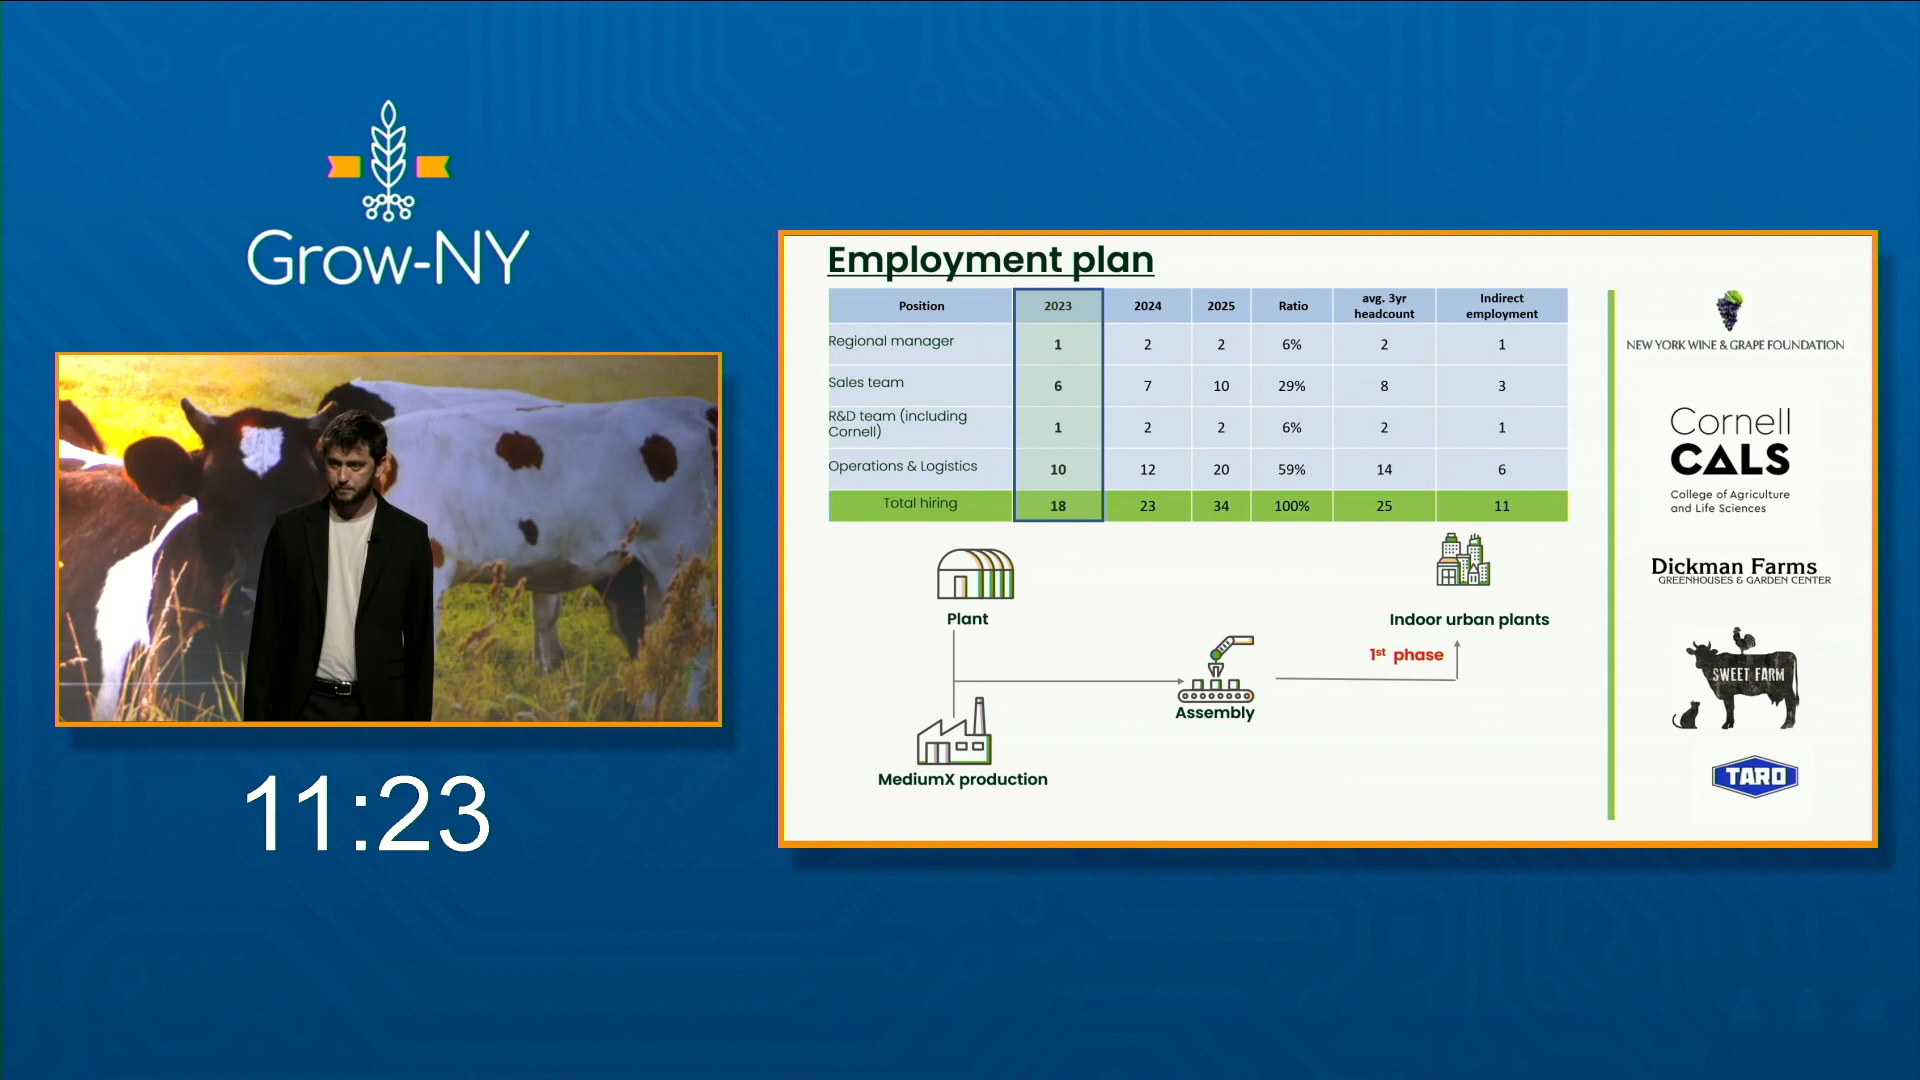 Grow-NY
11:23
Employment plan
Position 2023 2024 2025 Ratio avg. 3yr headcount Indirect employment
Regional manager 1 2 2 6% 2 1
Sales team 6 7 10 29% 8 3
R&D team (including Cornell) 1 2 2 6% 2 1
Operations & Logistics 10 12 20 59% 14 6
Total hiring 18 23 34 100% 25 11
Plant
Indoor urban plants
1st phase
Assembly
MediumX production
NEW YORK WINE & GRAPE FOUNDATION
Cornell
CALS
College of Agriculture
and Life Sciences
Dickman Farms
GREENHOUSES & GARDEN CENTER
SWEET FARM
TARO